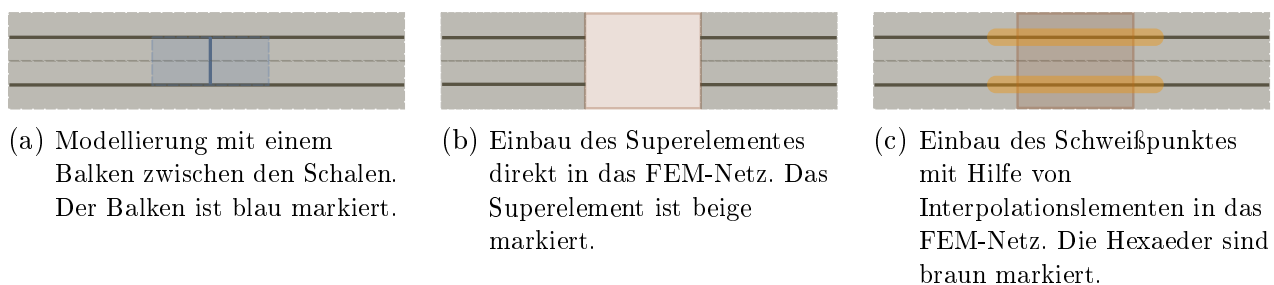 (a) Modellierung mit einem
Balken zwischen den Schalen.
Der Balken ist blau markiert.
(b) Einbau des Superelementes
direkt in das FEM-Netz. Das
Superelement ist beige
markiert.
(c) Einbau des Schweißpunktes
mit Hilfe von
Interpolationslementen in das
FEM-Netz. Die Hexaeder sind
braun markiert.